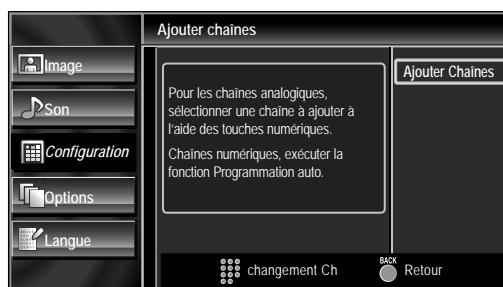 Ajouter chaînes
Image
Son
Configuration
Options
Langue
Pour les chaînes analogiques,
sélectionner une chaîne à ajouter à
l'aide des touches numériques.
Chaînes numériques, exécuter la
fonction Programmation auto.
Ajouter Chaînes
changement Ch
BACK
Retour